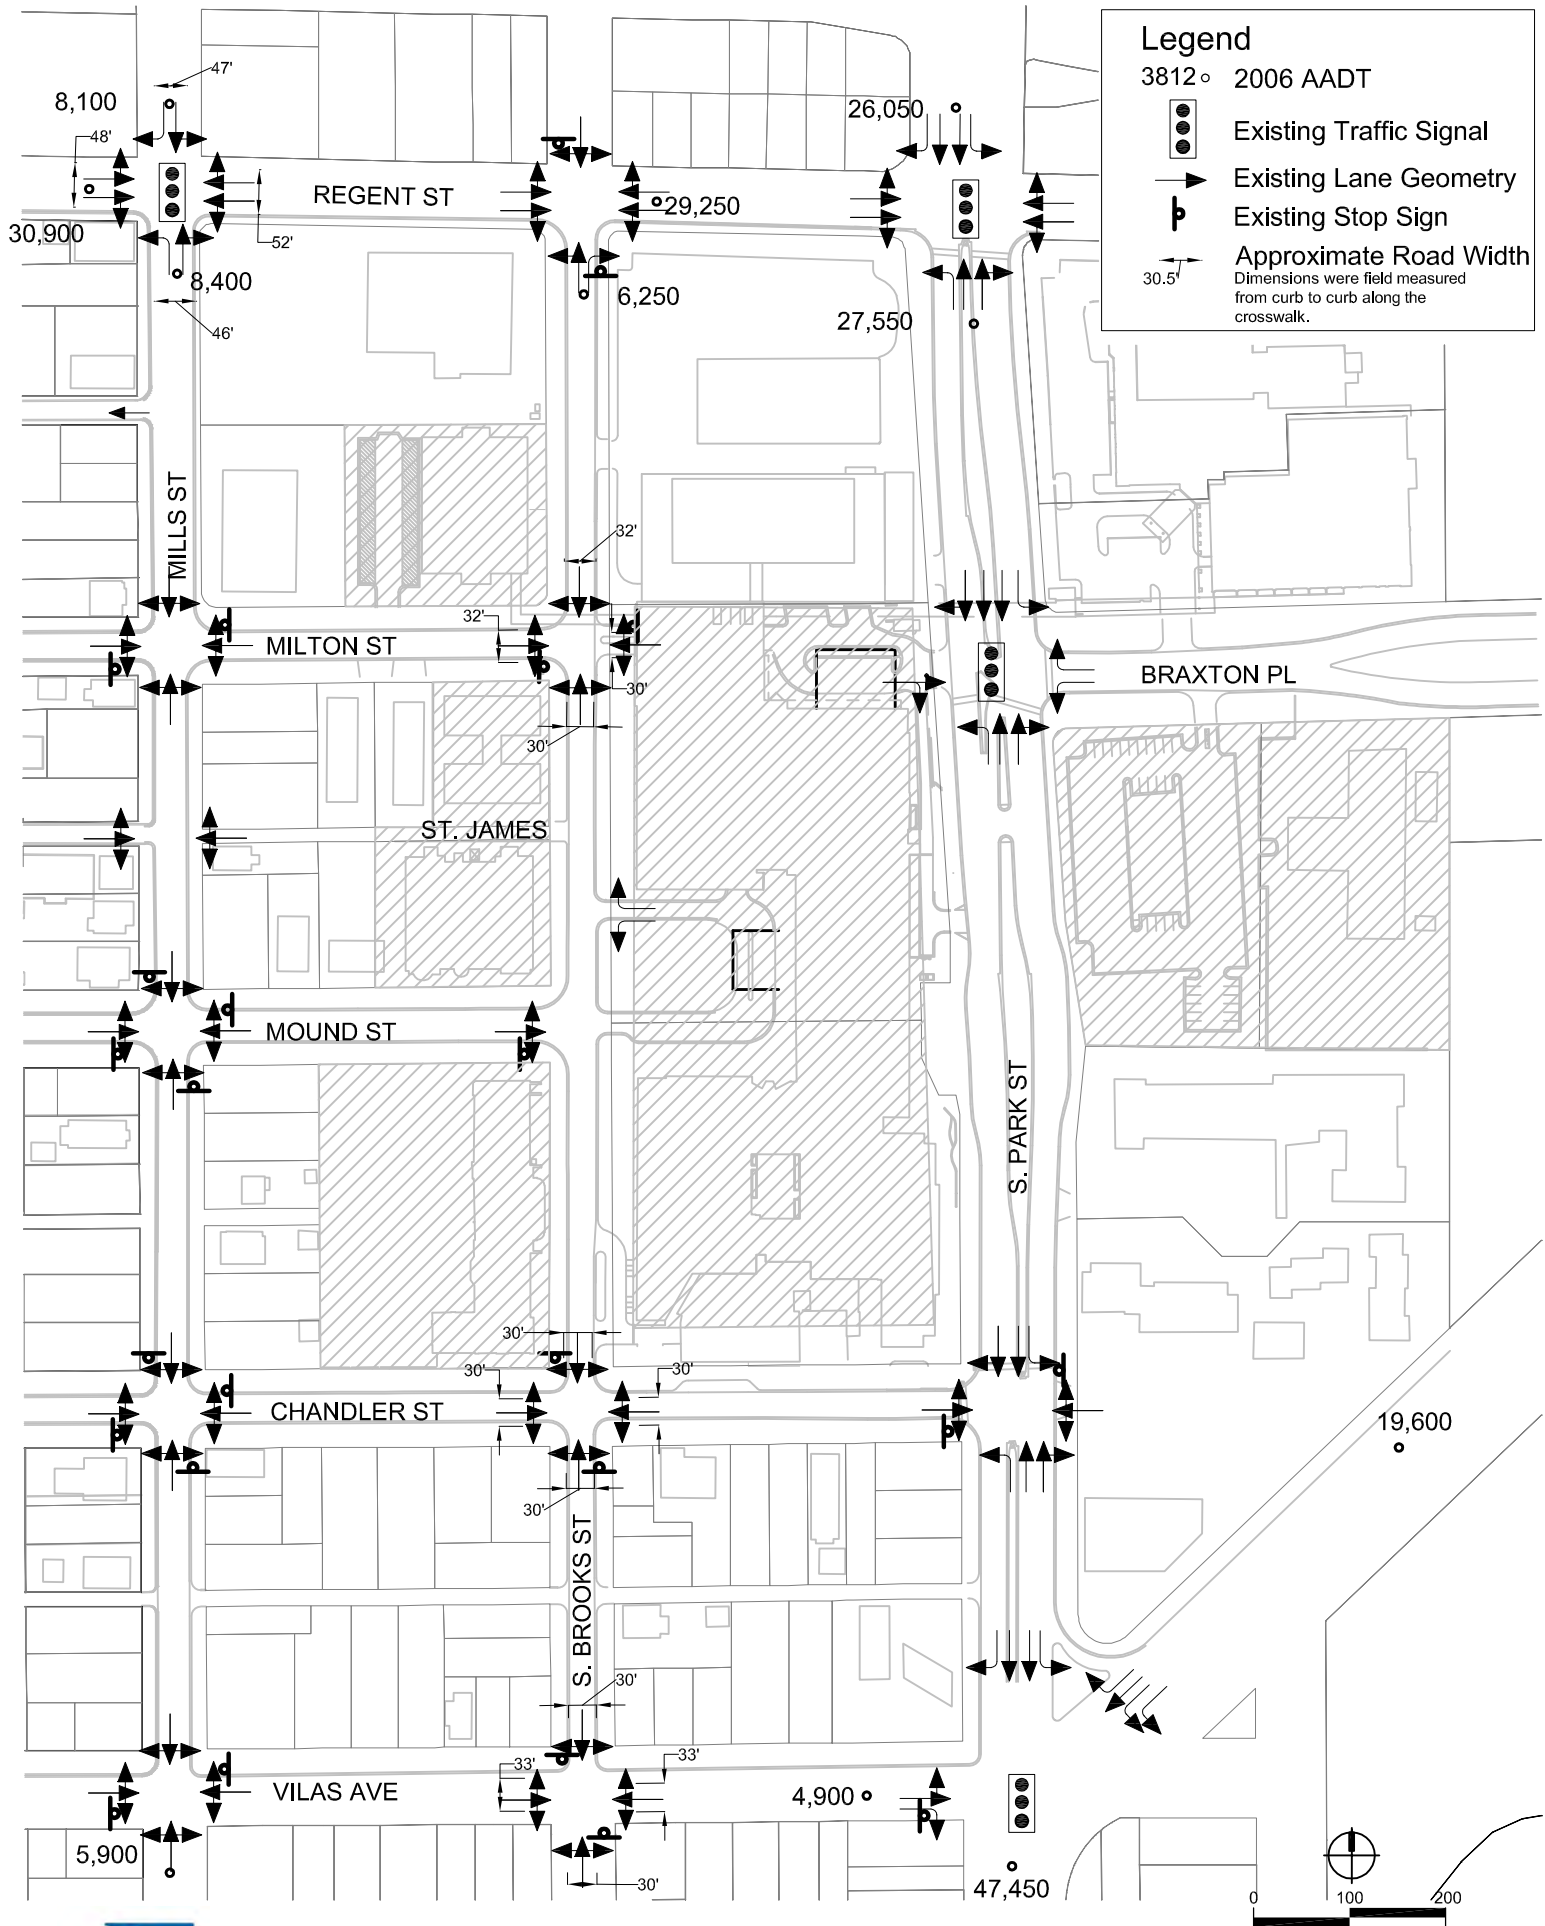 Legend
3812 2006 AADT
Existing Traffic Signal
Existing Lane Geometry
Existing Stop Sign
30.5' Approximate Road Width
Dimensions were field measured
from curb to curb along the
crosswalk.
47'
8,100
48'
26,050
REGENT ST
29,250
30,900
52'
8,400
6,250
27,550
46'
MILLS ST
32'
32'
MILTON ST
30'
BRAXTON PL
30'
ST. JAMES
MOUND ST
S. PARK ST
30'
30'
30'
CHANDLER ST
19,600
30'
S. BROOKS ST
30'
33'
33'
VILAS AVE
4,900
5,900
30'
47,450
0 100 200